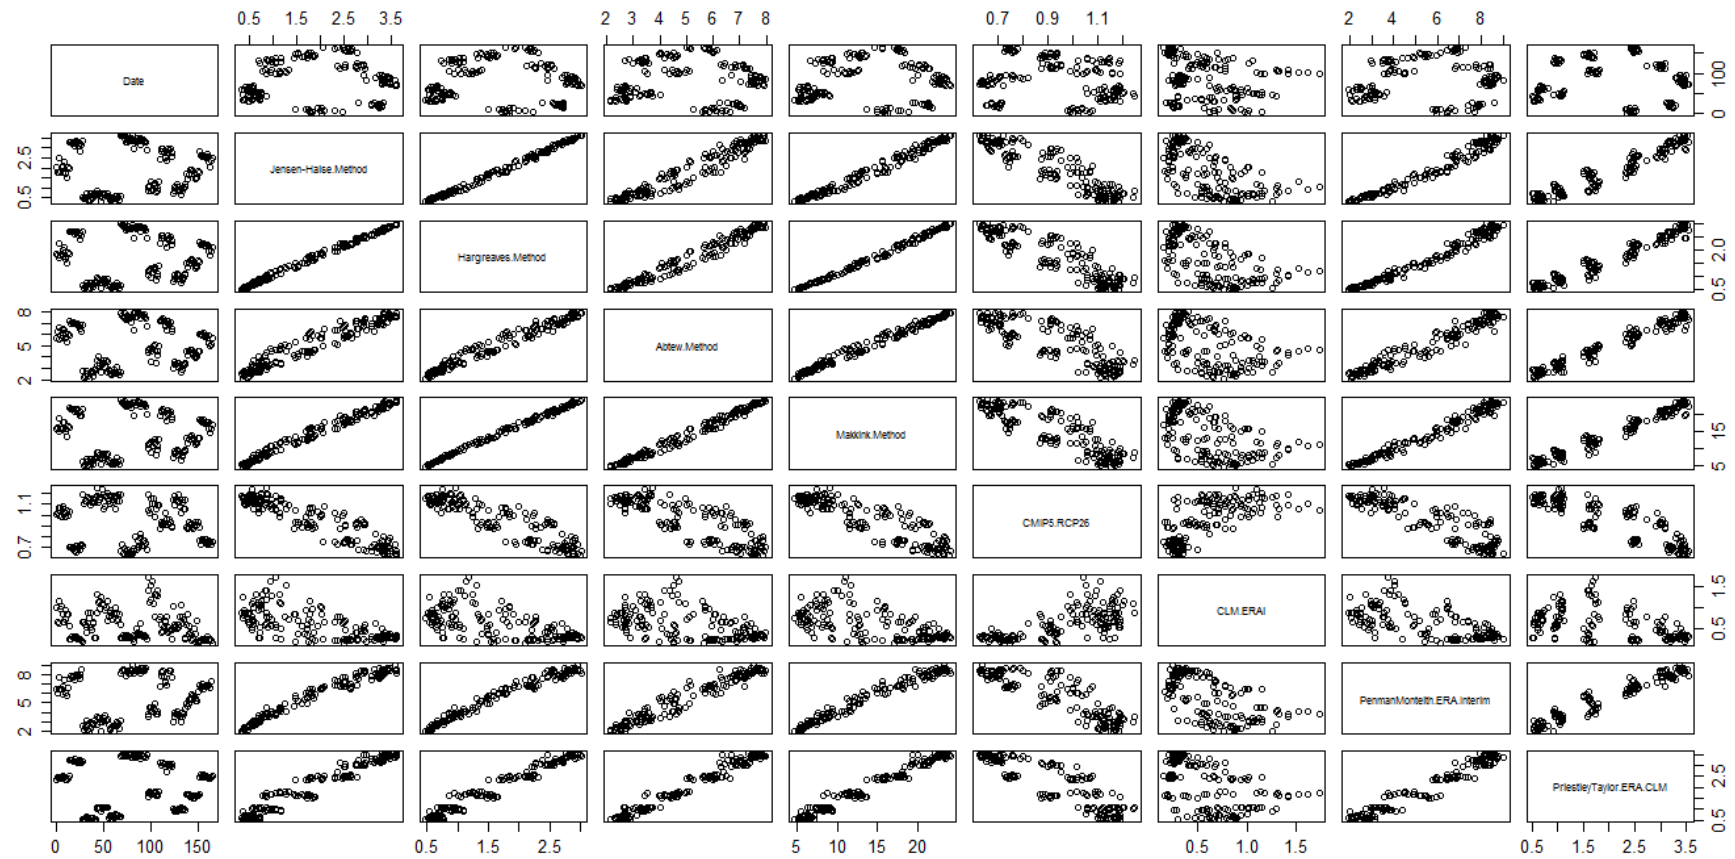 0.5 1.5 2.5 3.5 2 3 4 5 6 7 8 0.7 0.9 1.1 2 4 6 8
Date 0 100
0.5 2.5 Jensen-Haise.Method
Hargreaves.Method 0.5 2.0
2 5 8 Abtew.Method
Makkink.Method 5 15
0.7 1.1 CMIP5.RCP26
CLM.ERAI 0.5 1.5
2 5 8 PenmanMonteith.ERA.Interim
PriestleyTaylor.ERA.CLM 0.5 2.5
0 50 100 150 0.5 1.5 2.5 5 10 15 20 0.5 1.0 1.5 0.5 1.5 2.5 3.5